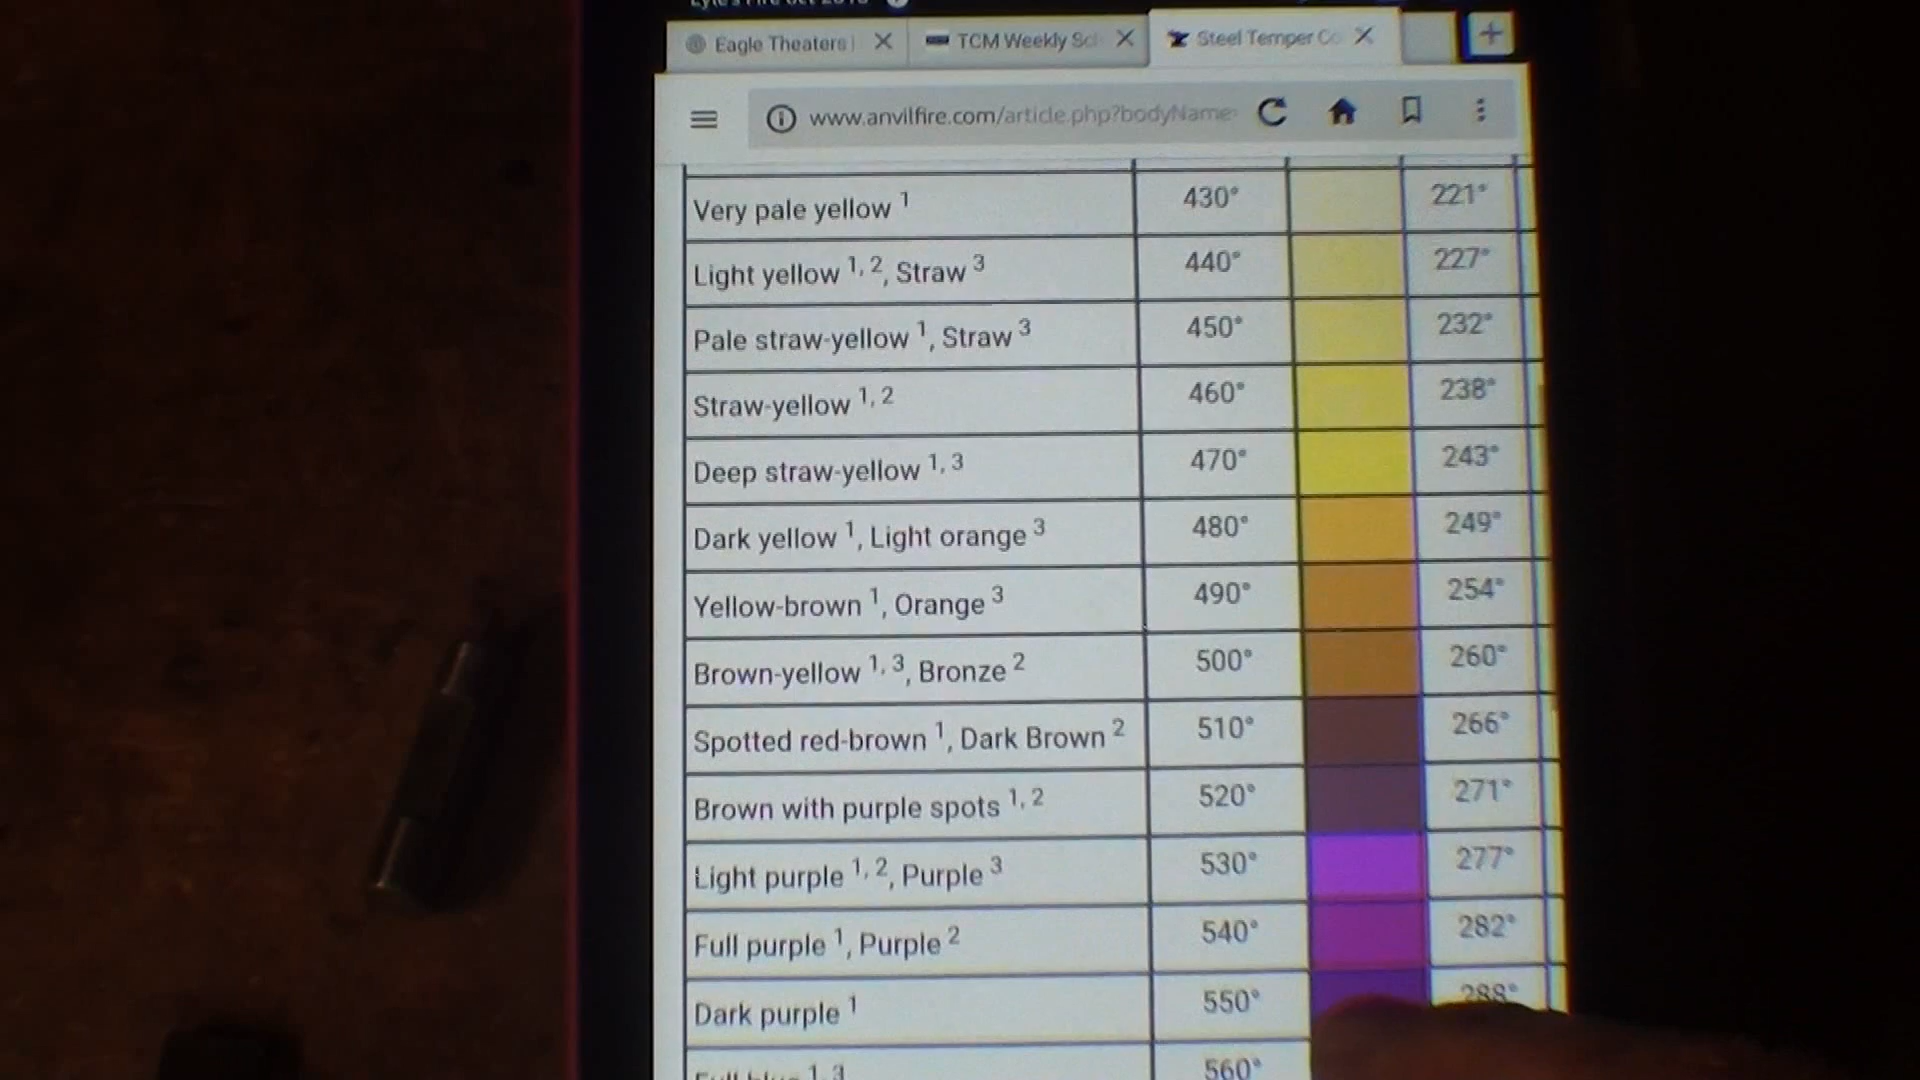 Eagle Theaters
TCM Weekly
Steel Temper
www.anvilfire.com/article.php?bodyName
Very pale yellow 1 430° 221°
Light yellow 1, 2, Straw 3 440° 227°
Pale straw-yellow 1, Straw 3 450° 232°
Straw-yellow 1, 2 460° 238°
Deep straw-yellow 1, 3 470° 243°
Dark yellow 1, Light orange 3 480° 249°
Yellow-brown 1, Orange 3 490° 254°
Brown-yellow 1, 3, Bronze 2 500° 260°
Spotted red-brown 1, Dark Brown 2 510° 266°
Brown with purple spots 1, 2 520° 271°
Light purple 1, 2, Purple 3 530° 277°
Full purple 1, Purple 2 540° 282°
Dark purple 1 550° 288°
560°